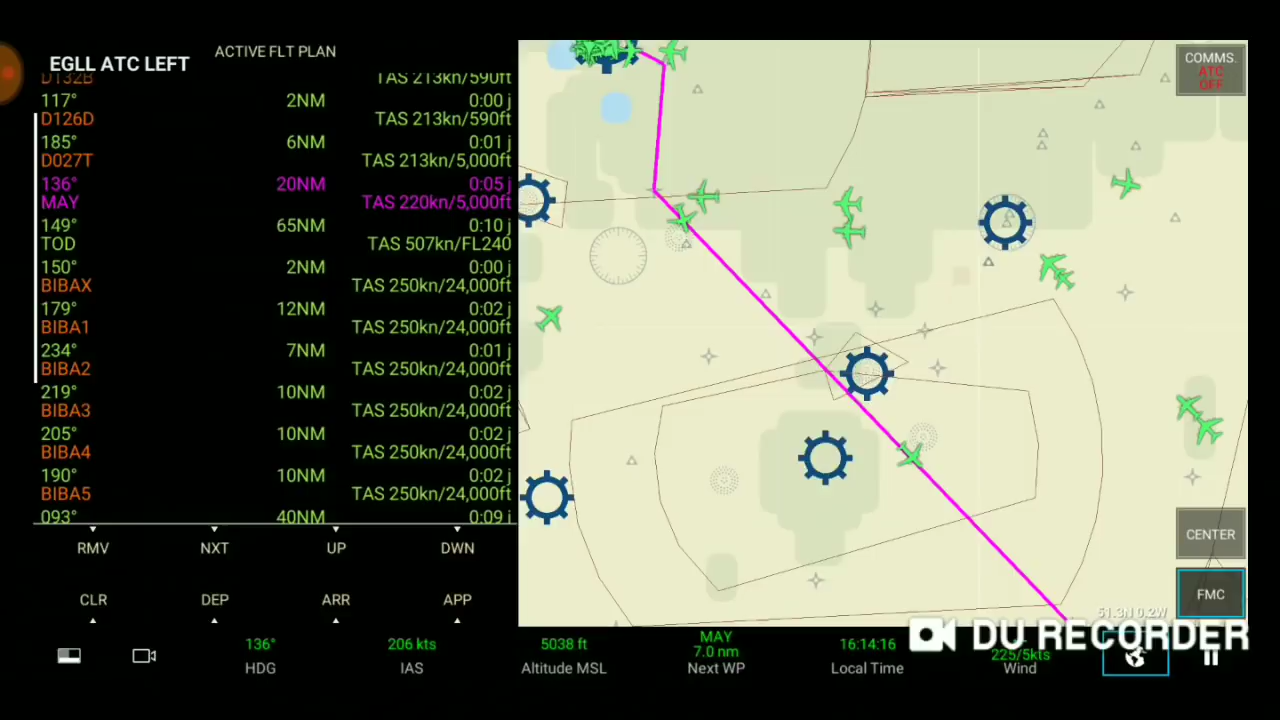 EGLL ATC LEFT
ACTIVE FLT PLAN
D132B TAS 213kn/590ft
117° 2NM 0:00 j
D126D TAS 213kn/590ft
185° 6NM 0:01 j
D027T TAS 213kn/5,000ft
136° 20NM 0:05 j
MAY TAS 220kn/5,000ft
149° 65NM 0:10 j
TOD TAS 507kn/FL240
150° 2NM 0:00 j
BIBAX TAS 250kn/24,000ft
179° 12NM 0:02 j
BIBA1 TAS 250kn/24,000ft
234° 7NM 0:01 j
BIBA2 TAS 250kn/24,000ft
219° 10NM 0:02 j
BIBA3 TAS 250kn/24,000ft
205° 10NM 0:02 j
BIBA4 TAS 250kn/24,000ft
190° 10NM 0:02 j
BIBA5 TAS 250kn/24,000ft
093° 40NM 0:09 j
RMV NXT UP DWN
CLR DEP ARR APP
COMMS.
ATC
OFF
CENTER
FMC
51.3N 0.2W
DU RECORDER
136° 206 kts 5038 ft MAY 7.0 nm 16:14:16 225/5kts
HDG IAS Altitude MSL Next WP Local Time Wind